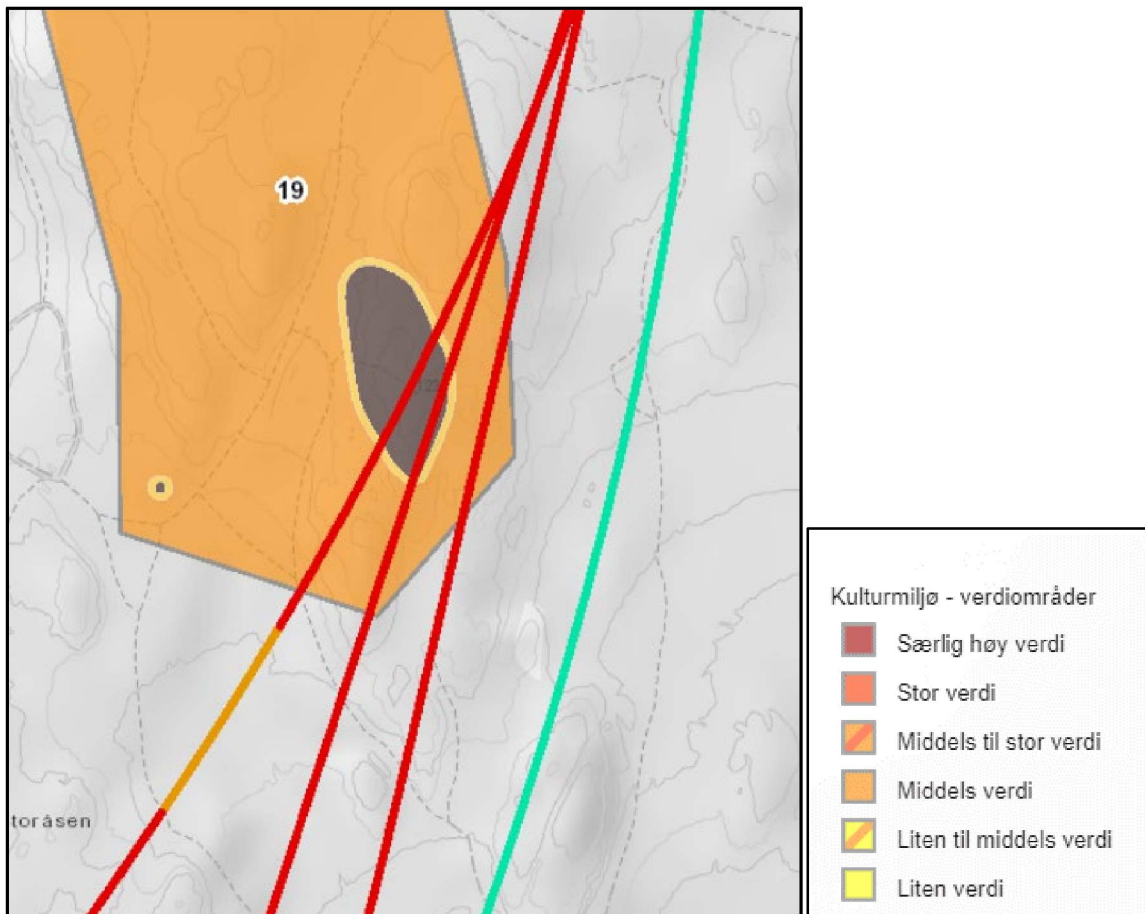 19
toråsen
Kulturmiljø - verdiområder
Særlig høy verdi
Stor verdi
Middels til stor verdi
Middels verdi
Liten til middels verdi
Liten verdi